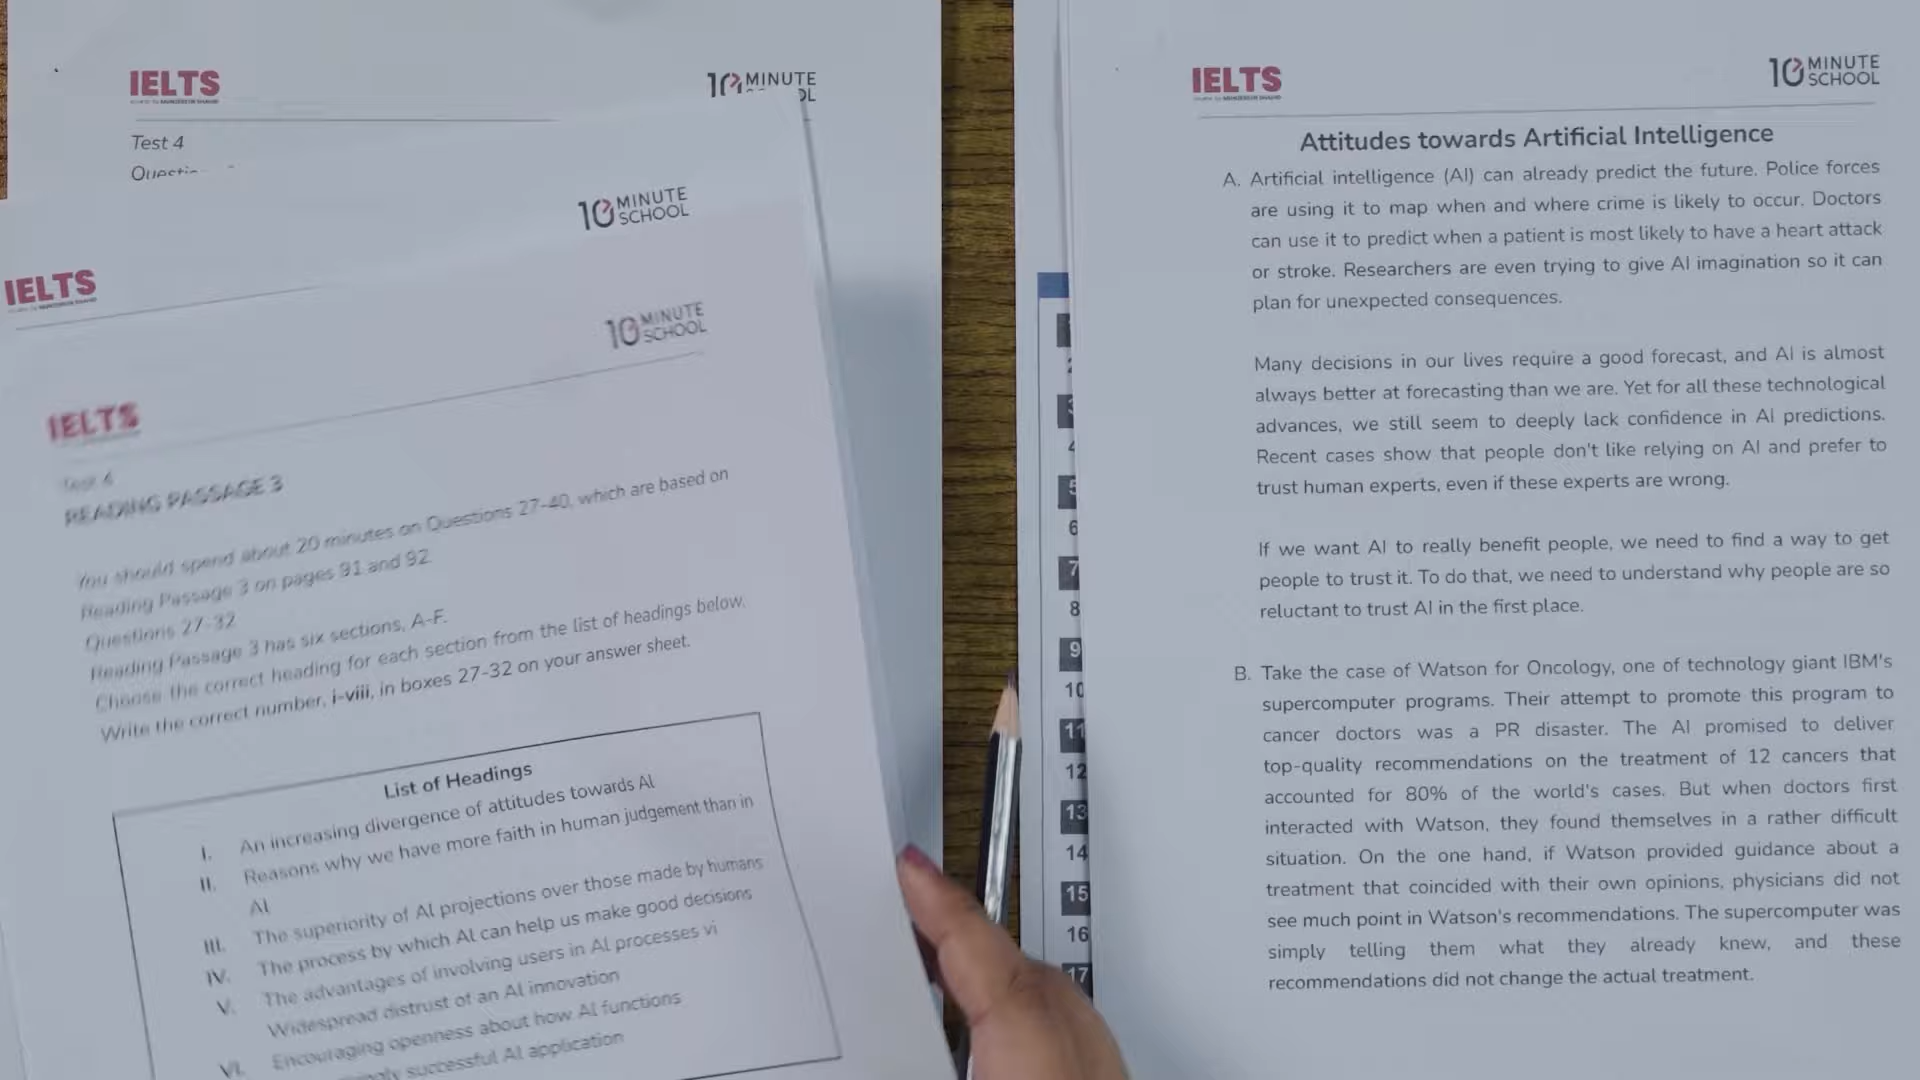 IELTS
10 MINUTE
Test 4
10 MINUTE
SCHOOL
IELTS
10 MINUTE
SCHOOL
IELTS
Test 4
READING PASSAGE 3
You should spend about 20 minutes on Questions 27-40, which are based on
Reading Passage 3 on pages 91 and 92
Questions 27-32
Reading Passage 3 has six sections, A-F.
Choose the correct heading for each section from the list of headings below.
Write the correct number, i-viii, in boxes 27-32 on your answer sheet.
List of Headings
I. An increasing divergence of attitudes towards AI
II. Reasons why we have more faith in human judgement than in
AI
III. The superiority of AI projections over those made by humans
IV. The process by which AI can help us make good decisions
V. The advantages of involving users in AI processes vi
Widespread distrust of an AI innovation
VI. Encouraging openness about how AI functions
successful AI application
5
6
7
8
9
10
11
12
13
14
15
16
17
IELTS
10 MINUTE
SCHOOL
Attitudes towards Artificial Intelligence
A. Artificial intelligence (AI) can already predict the future. Police forces
are using it to map when and where crime is likely to occur. Doctors
can use it to predict when a patient is most likely to have a heart attack
or stroke. Researchers are even trying to give AI imagination so it can
plan for unexpected consequences.
Many decisions in our lives require a good forecast, and AI is almost
always better at forecasting than we are. Yet for all these technological
advances, we still seem to deeply lack confidence in AI predictions.
Recent cases show that people don't like relying on AI and prefer to
trust human experts, even if these experts are wrong.
If we want AI to really benefit people, we need to find a way to get
people to trust it. To do that, we need to understand why people are so
reluctant to trust AI in the first place.
B. Take the case of Watson for Oncology, one of technology giant IBM's
supercomputer programs. Their attempt to promote this program to
cancer doctors was a PR disaster. The AI promised to deliver
top-quality recommendations on the treatment of 12 cancers that
accounted for 80% of the world's cases. But when doctors first
interacted with Watson, they found themselves in a rather difficult
situation. On the one hand, if Watson provided guidance about a
treatment that coincided with their own opinions, physicians did not
see much point in Watson's recommendations. The supercomputer was
simply telling them what they already knew, and these
recommendations did not change the actual treatment.